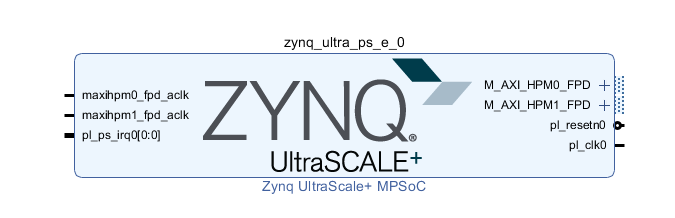 zynq_ultra_ps_e_0
maxihpm0_fpd_aclk
maxihpm1_fpd_aclk
pl_ps_irq0[0:0]
ZYNQ®
UltraSCALE+
M_AXI_HPM0_FPD
M_AXI_HPM1_FPD
pl_resetn0
pl_clk0
Zynq UltraScale+ MPSoC